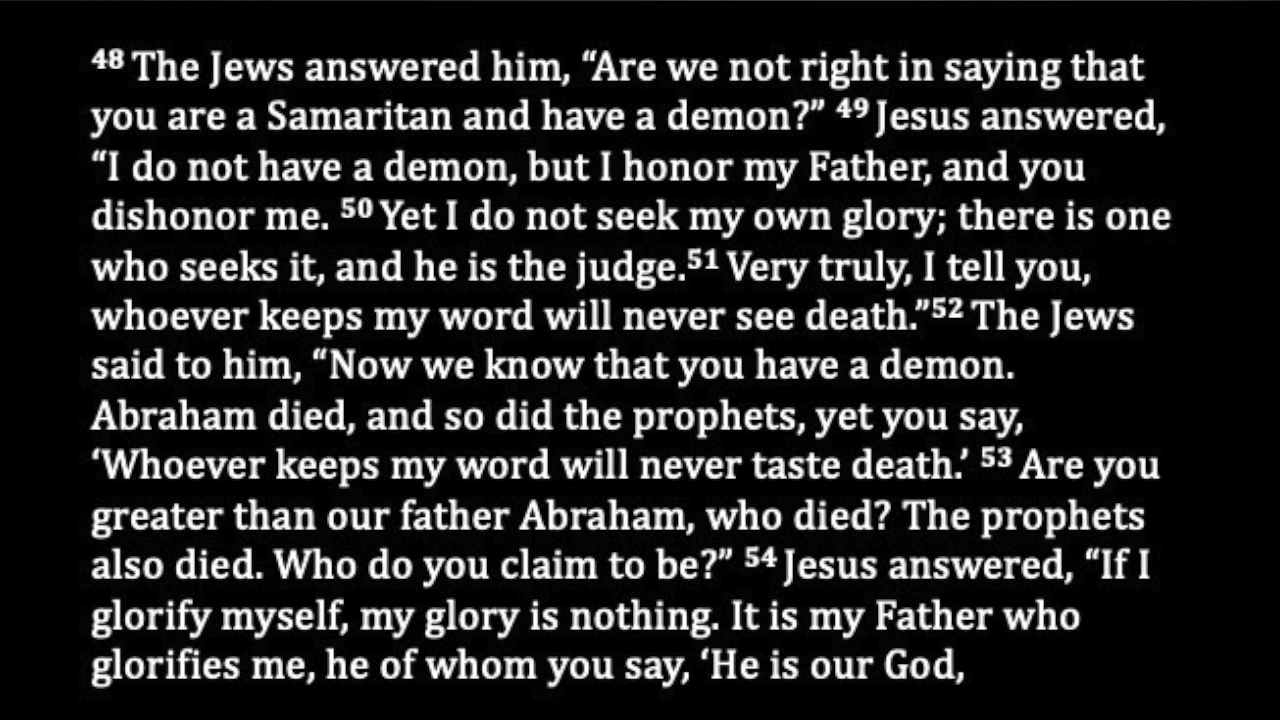 48 The Jews answered him, “Are we not right in saying that
you are a Samaritan and have a demon?” 49 Jesus answered,
“I do not have a demon, but I honor my Father, and you
dishonor me. 50 Yet I do not seek my own glory; there is one
who seeks it, and he is the judge.51 Very truly, I tell you,
whoever keeps my word will never see death.”52 The Jews
said to him, “Now we know that you have a demon.
Abraham died, and so did the prophets, yet you say,
‘Whoever keeps my word will never taste death.’ 53 Are you
greater than our father Abraham, who died? The prophets
also died. Who do you claim to be?” 54 Jesus answered, “If I
glorify myself, my glory is nothing. It is my Father who
glorifies me, he of whom you say, ‘He is our God,